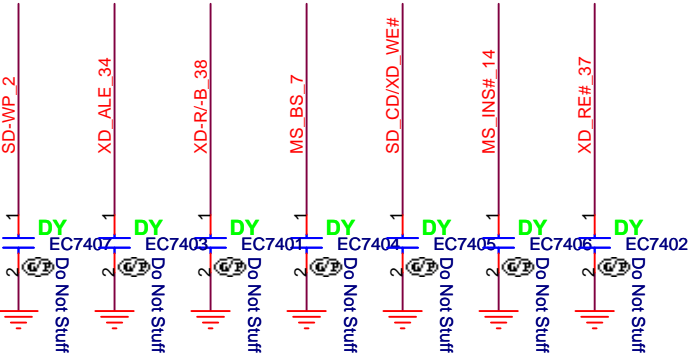 SD-WP_2
XD_ALE_34
XD-R/-B_38
MS_BS_7
SD_CD/XD_WE#
MS_INS#_14
XD_RE#_37
1 1 1 1 1 1 1
DY DY DY DY DY DY DY
EC7407 EC7403 EC7401 EC7404 EC7405 EC7406 EC7402
2 2 2 2 2 2 2
G/P G/P G/P G/P G/P G/P G/P
Do Not Stuff
Do Not Stuff
Do Not Stuff
Do Not Stuff
Do Not Stuff
Do Not Stuff
Do Not Stuff